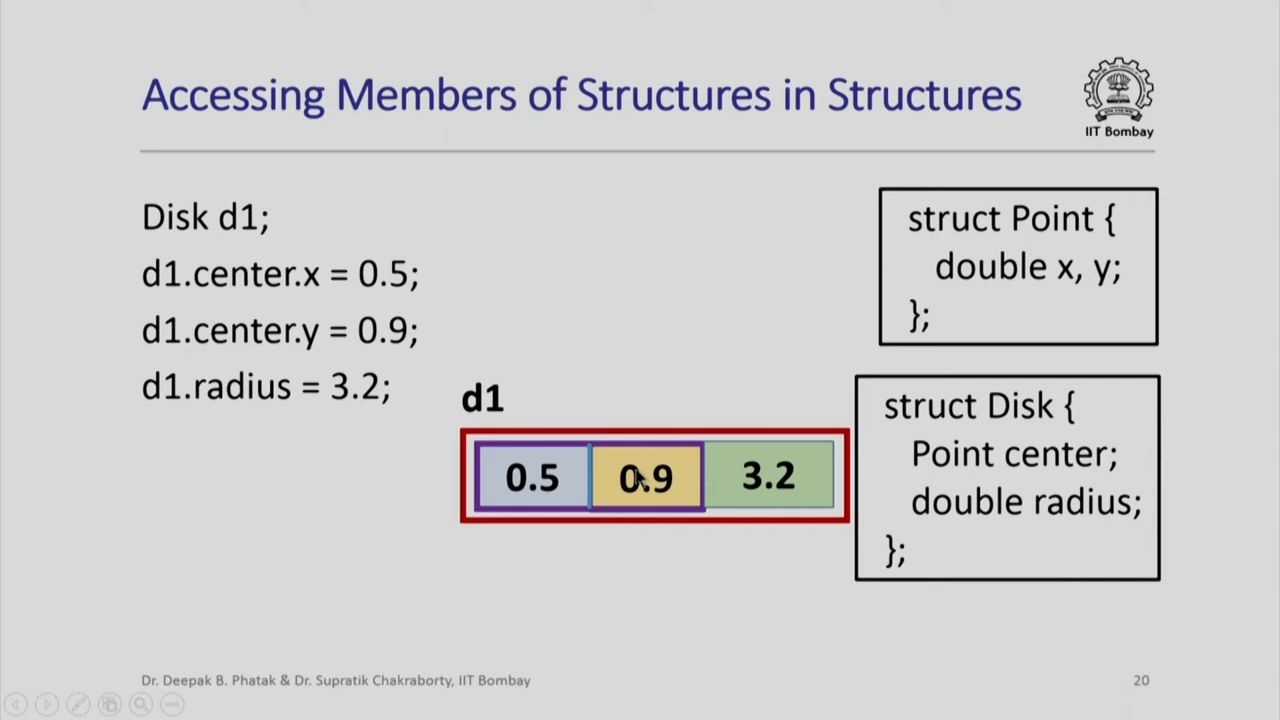 Accessing Members of Structures in Structures
IIT Bombay
Disk d1;
d1.center.x = 0.5;
d1.center.y = 0.9;
d1.radius = 3.2;
d1
0.5 0.9 3.2
struct Point {
double x, y;
};
struct Disk {
Point center;
double radius;
};
Dr. Deepak B. Phatak & Dr. Supratik Chakraborty, IIT Bombay
20